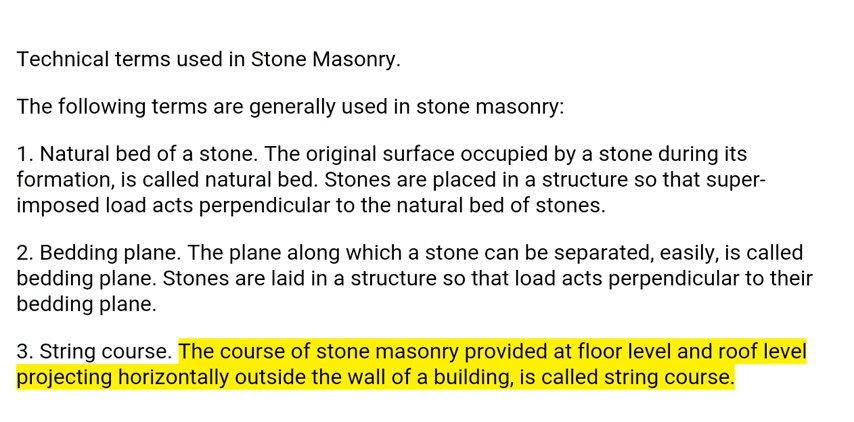 Technical terms used in Stone Masonry.
The following terms are generally used in stone masonry:
1. Natural bed of a stone. The original surface occupied by a stone during its
formation, is called natural bed. Stones are placed in a structure so that super-
imposed load acts perpendicular to the natural bed of stones.
2. Bedding plane. The plane along which a stone can be separated, easily, is called
bedding plane. Stones are laid in a structure so that load acts perpendicular to their
bedding plane.
3. String course. The course of stone masonry provided at floor level and roof level
projecting horizontally outside the wall of a building, is called string course.